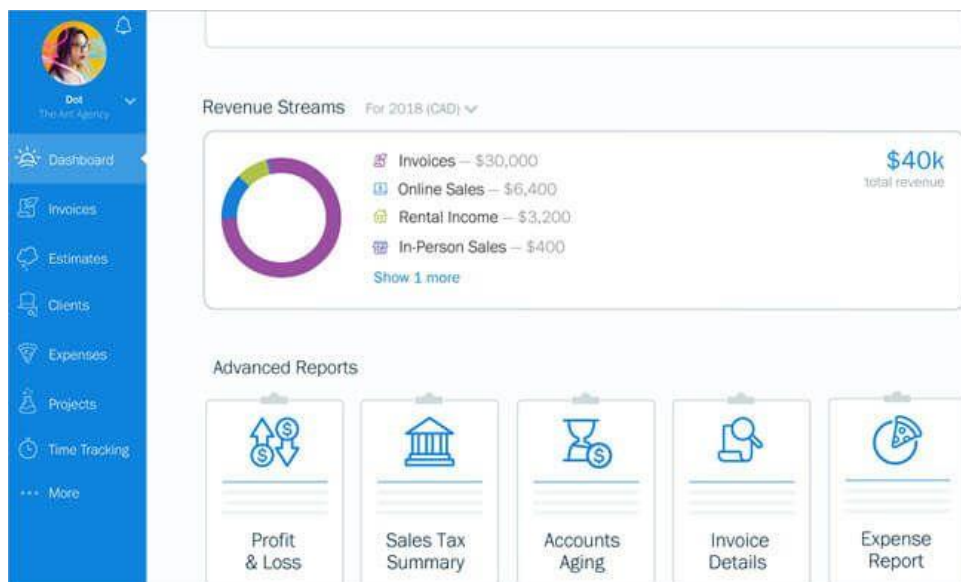 Dot
The Ant Agency
Dashboard
Invoices
Estimates
Clients
Expenses
Projects
Time Tracking
More
Revenue Streams For 2018 (CAD)
Invoices – $30,000
Online Sales – $6,400
Rental Income – $3,200
In-Person Sales – $400
Show 1 more
$40k
total revenue
Advanced Reports
Profit
& Loss
Sales Tax
Summary
Accounts
Aging
Invoice
Details
Expense
Report